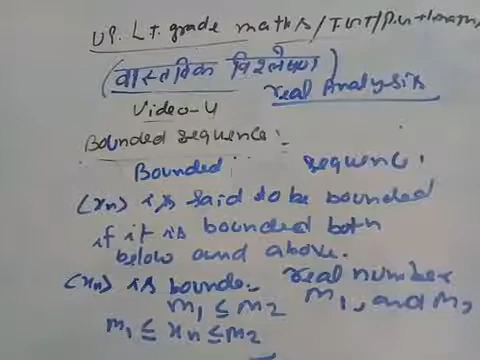 UP. L.T. grade maths / T.G.T /
(वास्तविक विश्लेषण)
real Analysis
Video-4
Bounded sequence:-
Bounded sequence:
(xn) is said to be bounded
if it is bounded both
below and above.
(xn) is bounde. real number
m1 ≤ m2 m1, and m2
m1 ≤ xn ≤ m2